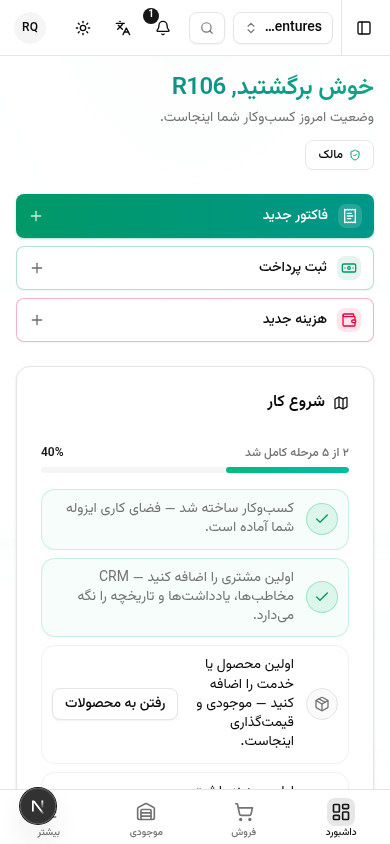 …entures
1
RQ
خوش برگشتید, R106
وضعیت امروز کسب‌وکار شما اینجاست.
مالک
فاکتور جدید
ثبت پرداخت
هزینه جدید
شروع کار
۲ از ۵ مرحله کامل شد
40%
کسب‌وکار ساخته شد — فضای کاری ایزوله
شما آماده است.
اولین مشتری را اضافه کنید — CRM
مخاطب‌ها، یادداشت‌ها و تاریخچه را نگه
می‌دارد.
اولین محصول یا
خدمت را اضافه
کنید — موجودی و
قیمت‌گذاری
اینجاست.
رفتن به محصولات
داشبورد
فروش
موجودی
بیشتر
N